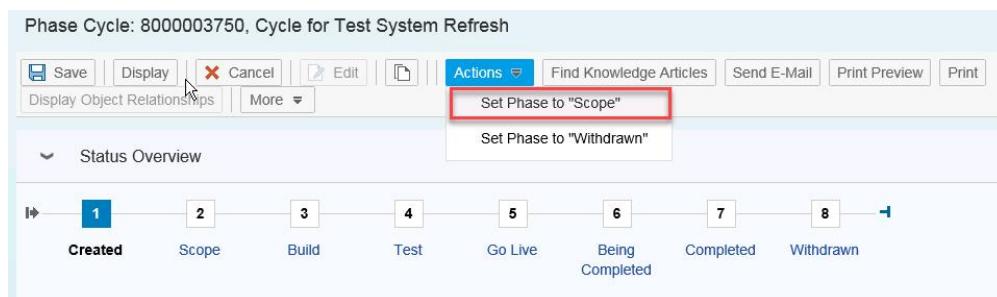 Phase Cycle: 8000003750, Cycle for Test System Refresh
Save Display Cancel Edit Actions Find Knowledge Articles Send E-Mail Print Preview Print
Display Object Relationships More
Set Phase to "Scope"
Set Phase to "Withdrawn"
Status Overview
1 2 3 4 5 6 7 8
Created Scope Build Test Go Live Being Completed Completed Withdrawn